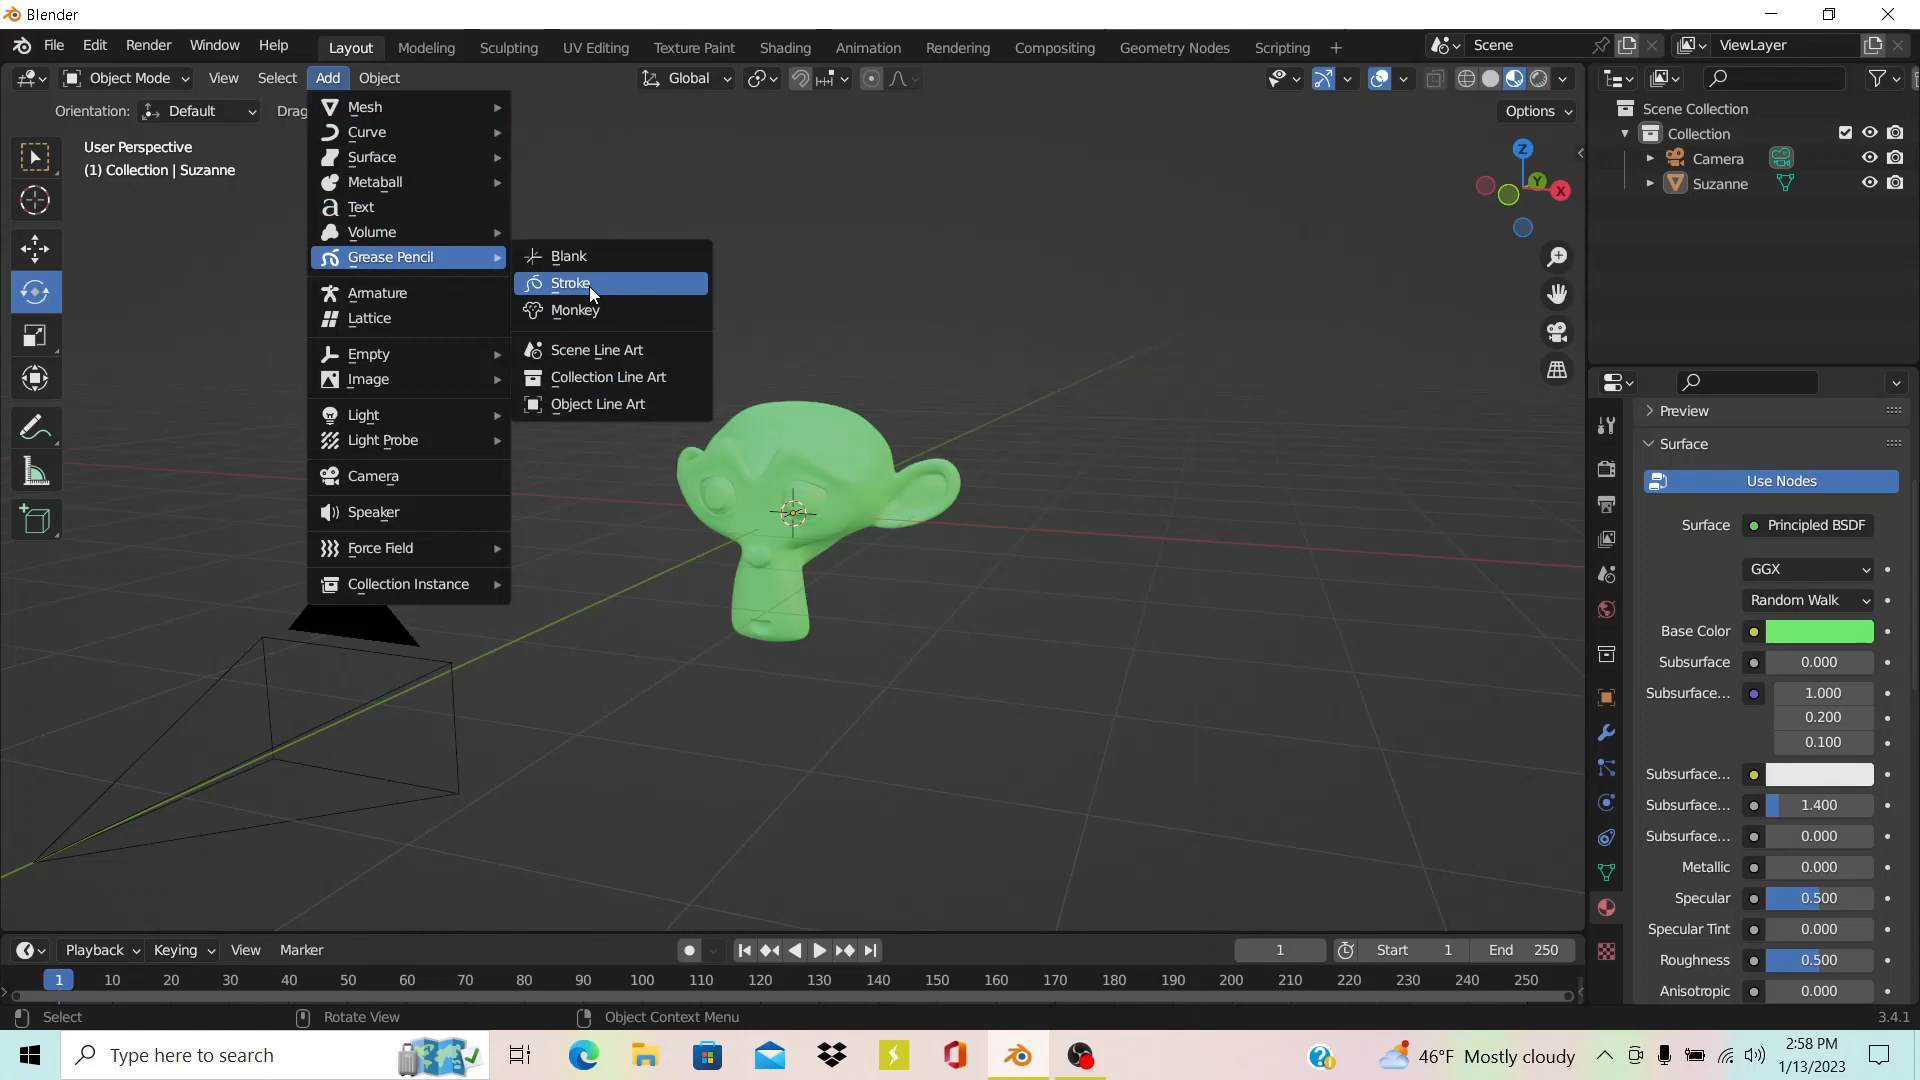 Blender
File Edit Render Window Help Layout Modeling Sculpting UV Editing Texture Paint Shading Animation Rendering Compositing Geometry Nodes Scripting + Scene ViewLayer
Object Mode View Select Add Object Global
Orientation: Default Drag Options
User Perspective
(1) Collection | Suzanne
Mesh
Curve
Surface
Metaball
Text
Volume
Grease Pencil
Armature
Lattice
Empty
Image
Light
Light Probe
Camera
Speaker
Force Field
Collection Instance
Blank
Stroke
Monkey
Scene Line Art
Collection Line Art
Object Line Art
Z
Y
X
Scene Collection
Collection
Camera
Suzanne
Preview
Surface
Use Nodes
Surface Principled BSDF
GGX
Random Walk
Base Color
Subsurface 0.000
Subsurface... 1.000
0.200
0.100
Subsurface...
Subsurface... 1.400
Subsurface... 0.000
Metallic 0.000
Specular 0.500
Specular Tint 0.000
Roughness 0.500
Anisotropic 0.000
Playback Keying View Marker 1 Start 1 End 250
1 10 20 30 40 50 60 70 80 90 100 110 120 130 140 150 160 170 180 190 200 210 220 230 240 250
Select Rotate View Object Context Menu 3.4.1
Type here to search 46°F Mostly cloudy 2:58 PM
1/13/2023